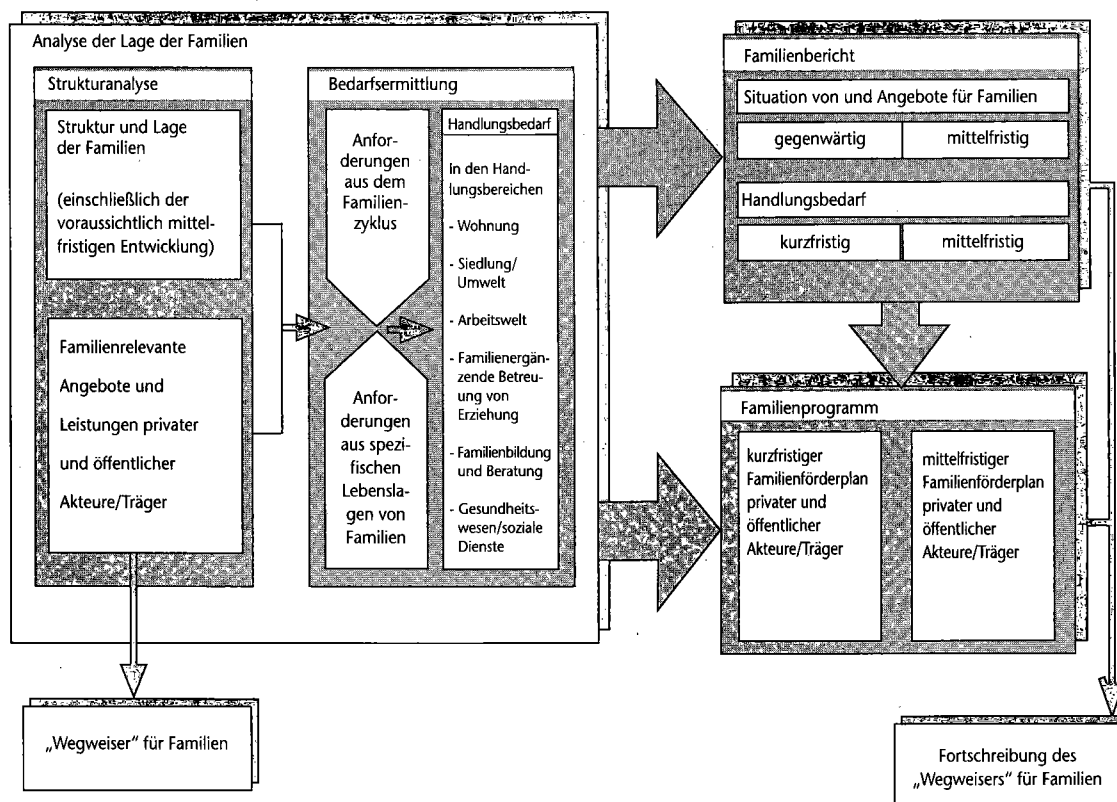 Analyse der Lage der Familien
Strukturanalyse
Struktur und Lage
der Familien
(einschließlich der
voraussichtlich mittel-
fristigen Entwicklung)
Familienrelevante
Angebote und
Leistungen privater
und öffentlicher
Akteure/Träger
Bedarfsermittlung
Anfor-
derungen
aus dem
Familien-
zyklus
Anfor-
derungen
aus spezi-
fischen
Lebensla-
gen von
Familien
Handlungsbedarf
In den Hand-
lungsbereichen
- Wohnung
- Siedlung/
Umwelt
- Arbeitswelt
- Familienergän-
zende Betreu-
ung von
Erziehung
- Familienbildung
und Beratung
- Gesundheits-
wesen/soziale
Dienste
Familienbericht
Situation von und Angebote für Familien
gegenwärtig
mittelfristig
Handlungsbedarf
kurzfristig
mittelfristig
Familienprogramm
kurzfristiger
Familienförderplan
privater und
öffentlicher
Akteure/Träger
mittelfristiger
Familienförderplan
privater und
öffentlicher
Akteure/Träger
„Wegweiser“ für Familien
Fortschreibung des
„Wegweisers“ für Familien